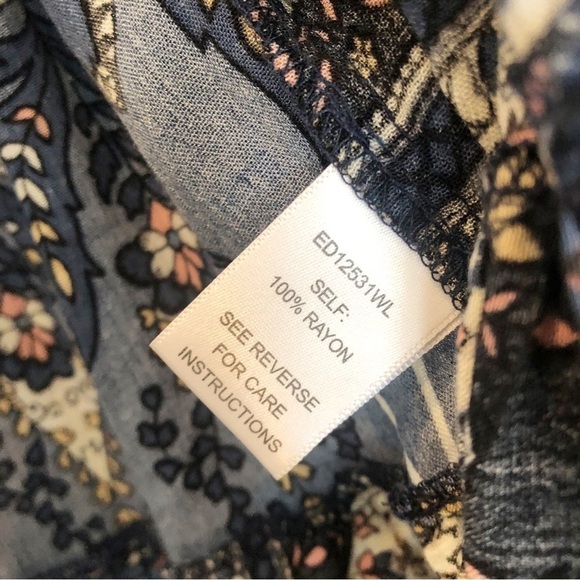 ED12531WL
SELF:
100% RAYON
SEE REVERSE
FOR CARE
INSTRUCTIONS